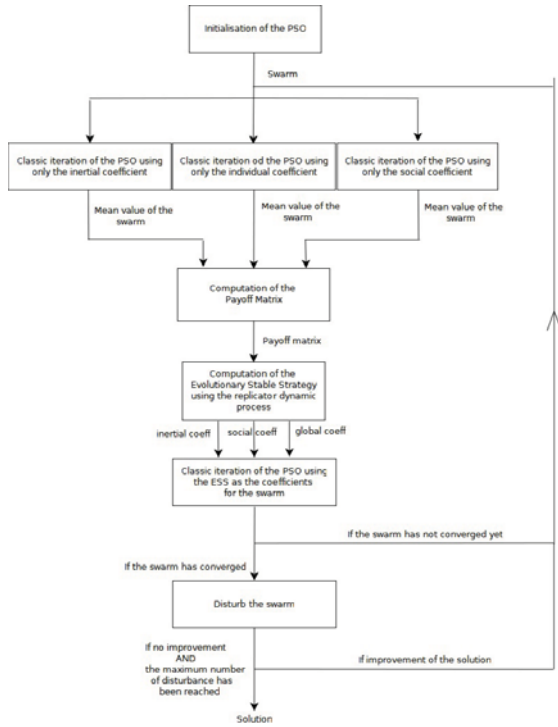 Initialisation of the PSO
Swarm
Classic iteration of the PSO using
only the inertial coefficient
Classic iteration od the PSO using
only the individual coefficient
Classic iteration of the PSO using
only the social coefficient
Mean value of the
swarm
Mean value of the
swarm
Mean value of the
swarm
Computation of the
Payoff Matrix
Payoff matrix
Computation of the
Evolutionary Stable Strategy
using the replicator dynamic
process
inertial coeff
social coeff
global coeff
Classic iteration of the PSO using
the ESS as the coefficients
for the swarm
If the swarm has not converged yet
If the swarm has converged
Disturb the swarm
If no improvement
AND
the maximum number
of disturbance has
been reached
If improvement of the solution
Solution